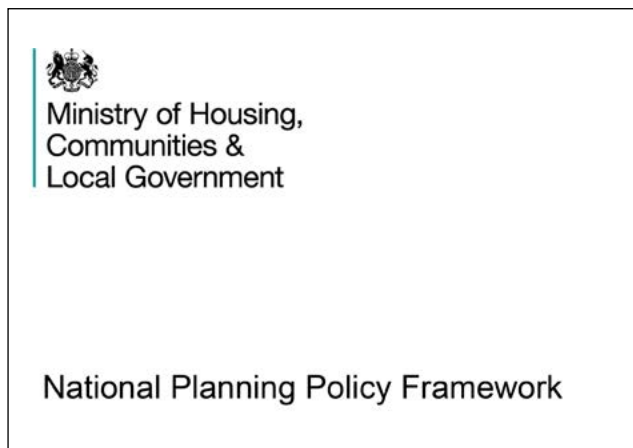 Ministry of Housing,
Communities &
Local Government
National Planning Policy Framework